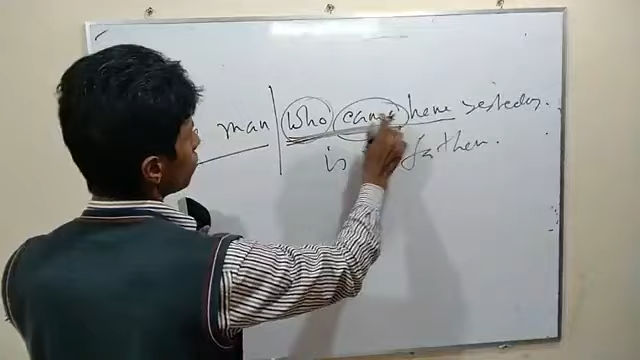 man who came here yesterday.
is father.